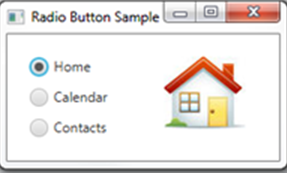 Radio Button Sample
Home
Calendar
Contacts